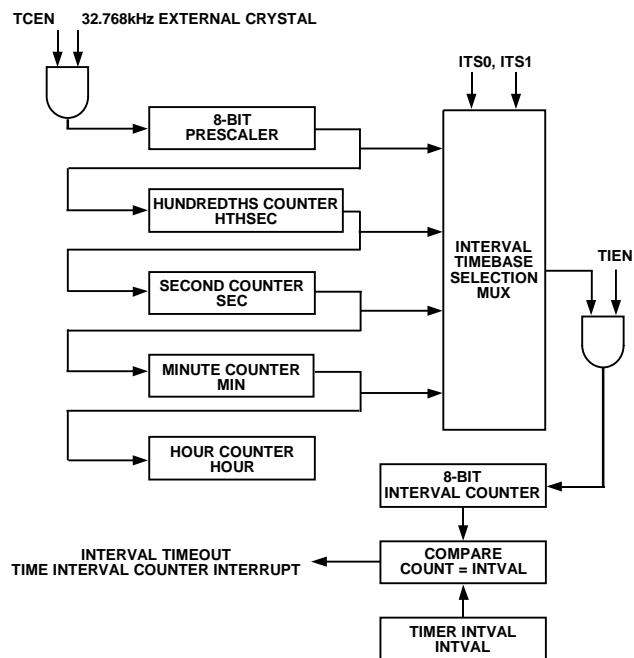 TCEN 32.768kHz EXTERNAL CRYSTAL
ITS0, ITS1
8-BIT
PRESCALER
HUNDREDTHS COUNTER
HTHSEC
INTERVAL
TIMEBASE
SELECTION
MUX
TIEN
SECOND COUNTER
SEC
MINUTE COUNTER
MIN
HOUR COUNTER
HOUR
8-BIT
INTERVAL COUNTER
INTERVAL TIMEOUT
TIME INTERVAL COUNTER INTERRUPT
COMPARE
COUNT = INTVAL
TIMER INTVAL
INTVAL